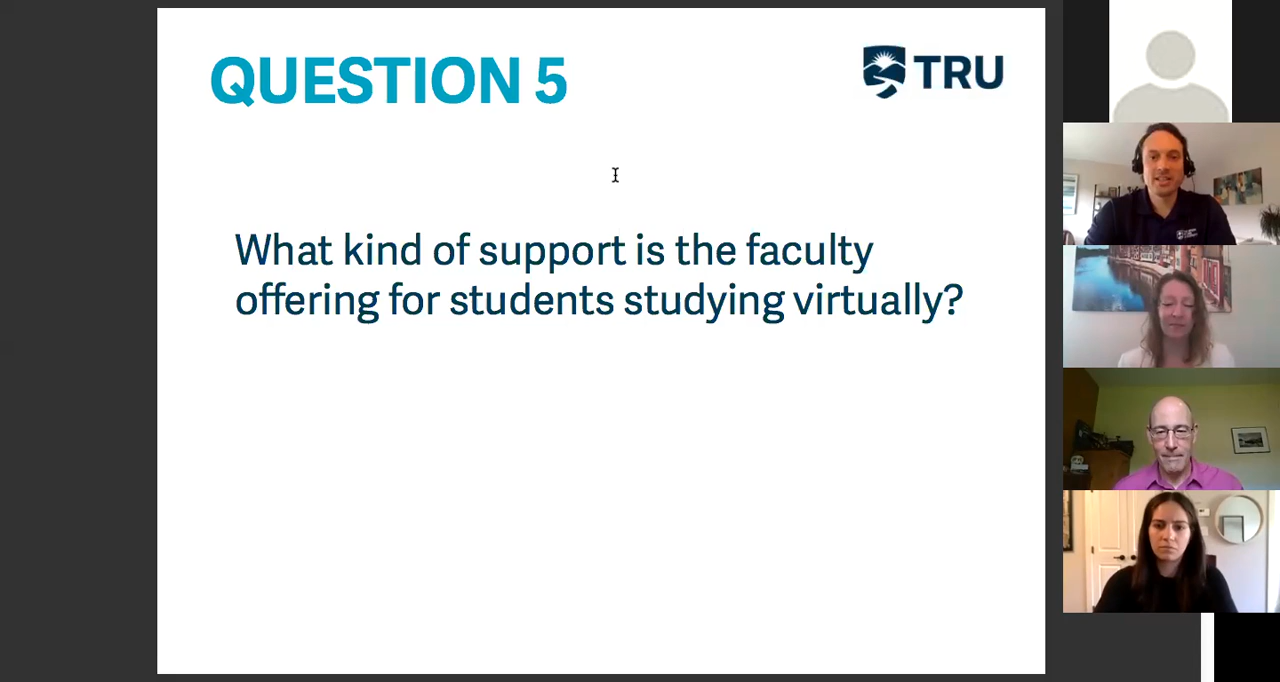 QUESTION 5
TRU
What kind of support is the faculty
offering for students studying virtually?